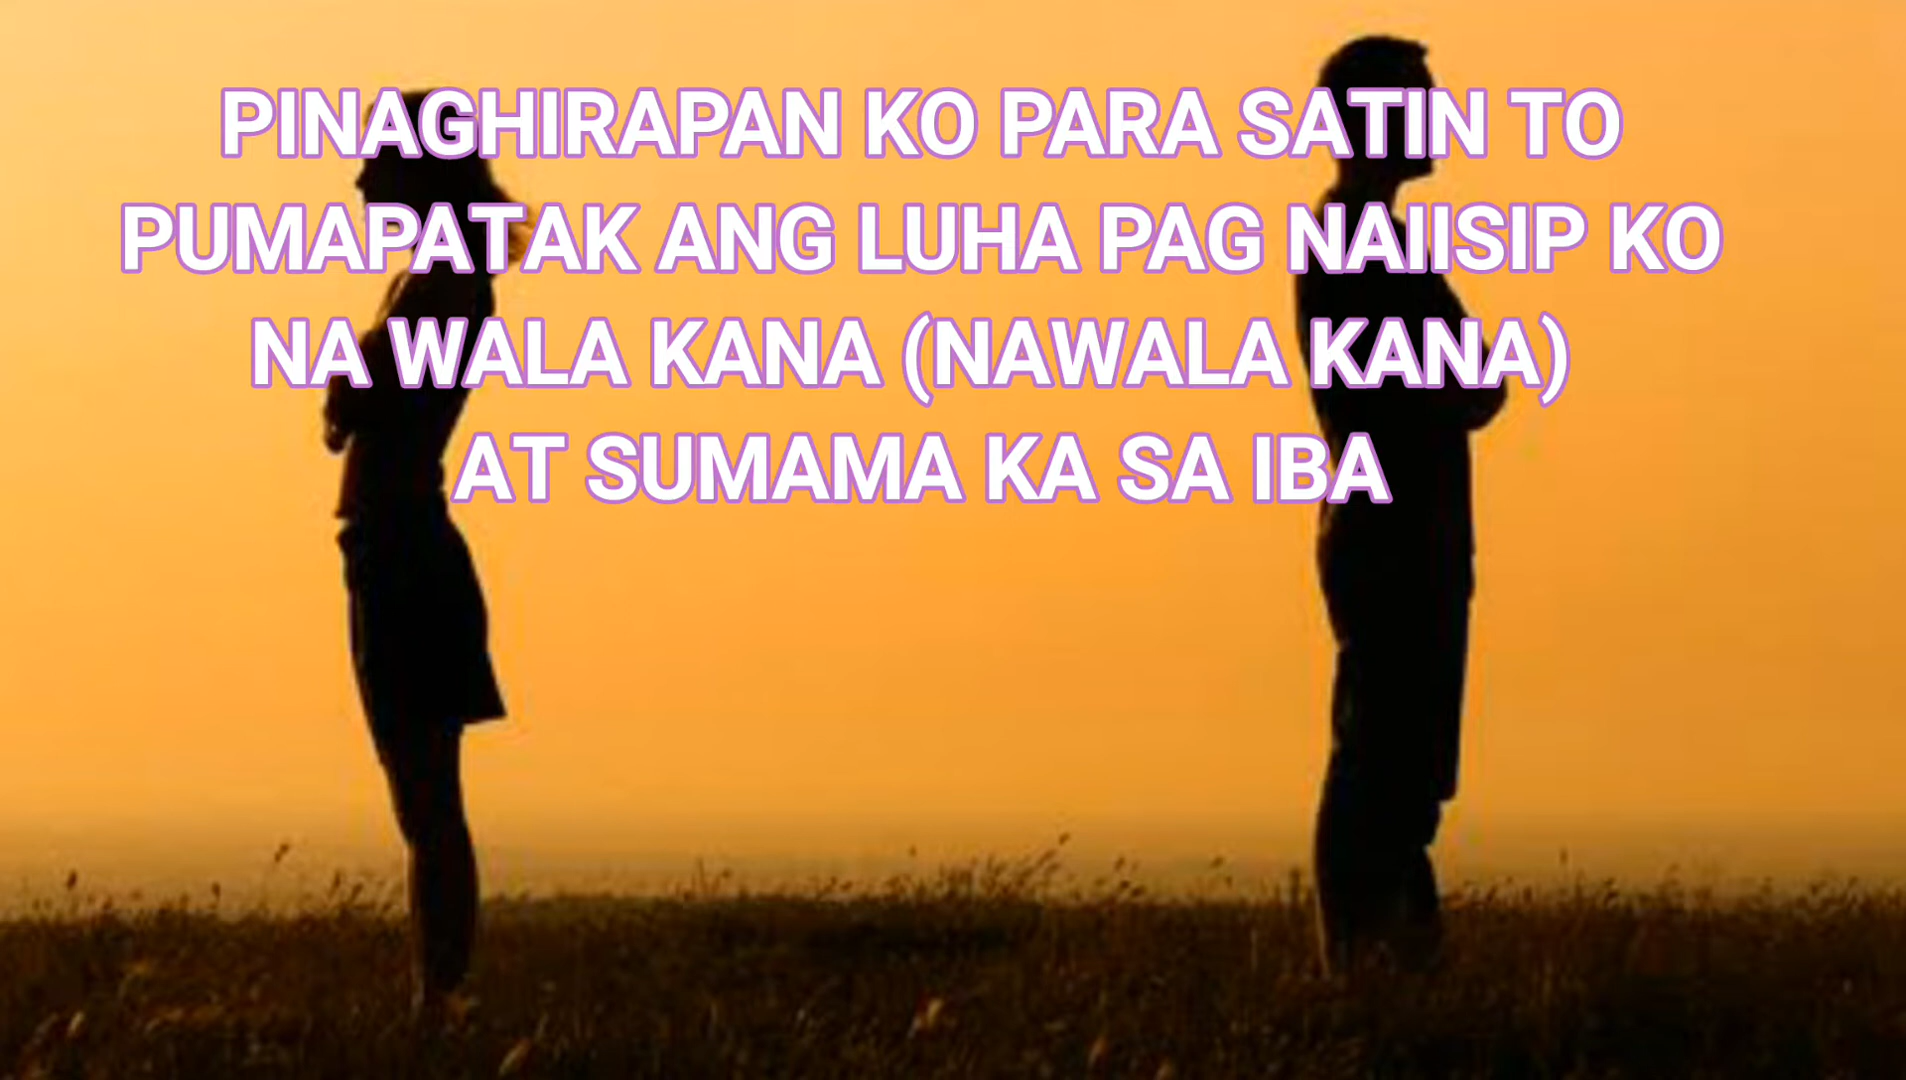 PINAGHIRAPAN KO PARA SATIN TO
PUMAPATAK ANG LUHA PAG NAIISIP KO
NA WALA KANA (NAWALA KANA)
AT SUMAMA KA SA IBA